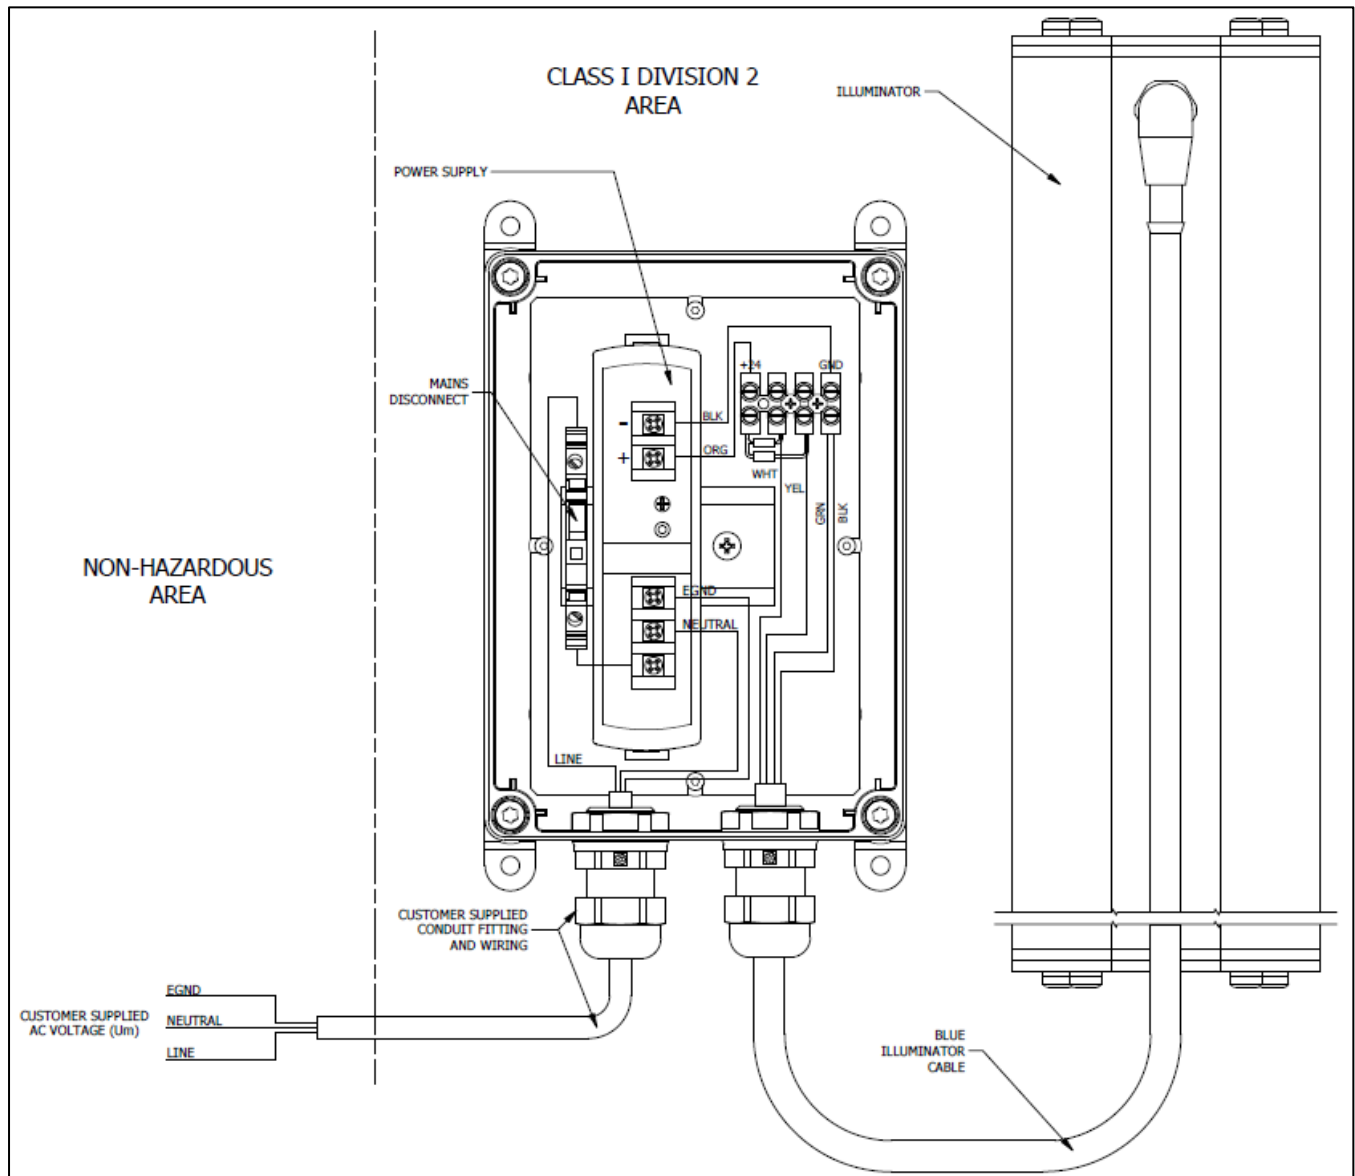 CLASS I DIVISION 2
AREA
ILLUMINATOR
POWER SUPPLY
MAINS
DISCONNECT
+24
GND
-
BLK
+
ORG
WHT
YEL
GRN
BLK
NON-HAZARDOUS
AREA
EGND
NEUTRAL
LINE
CUSTOMER SUPPLIED
CONDUIT FITTING
AND WIRING
EGND
CUSTOMER SUPPLIED
AC VOLTAGE (Um)
NEUTRAL
LINE
BLUE
ILLUMINATOR
CABLE